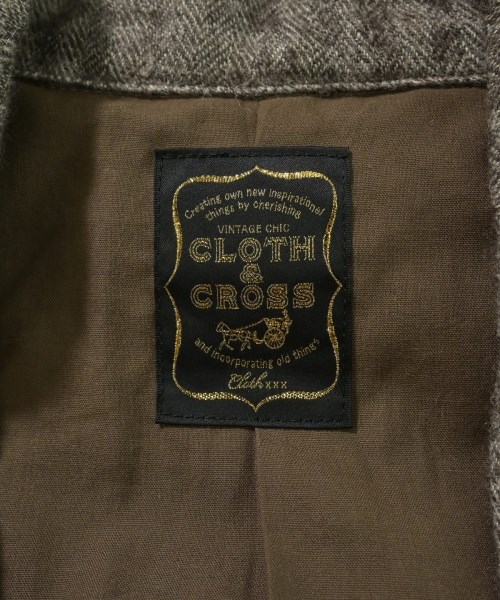 Creating own new inspirational
things by cherishing
VINTAGE CHIC
CLOTH
&
CROSS
and incorporating old things
Cloth xxx